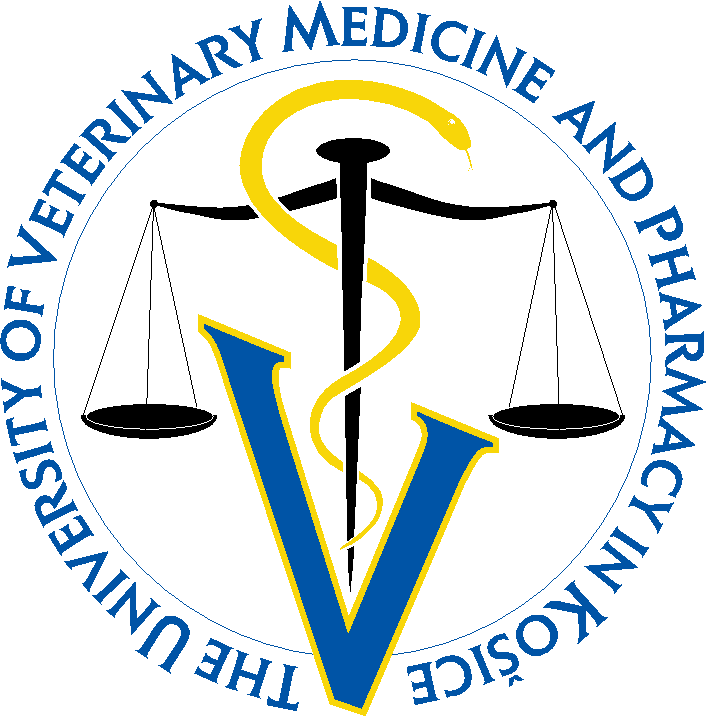 THE UNIVERSITY OF VETERINARY MEDICINE AND PHARMACY IN KOŠICE
V